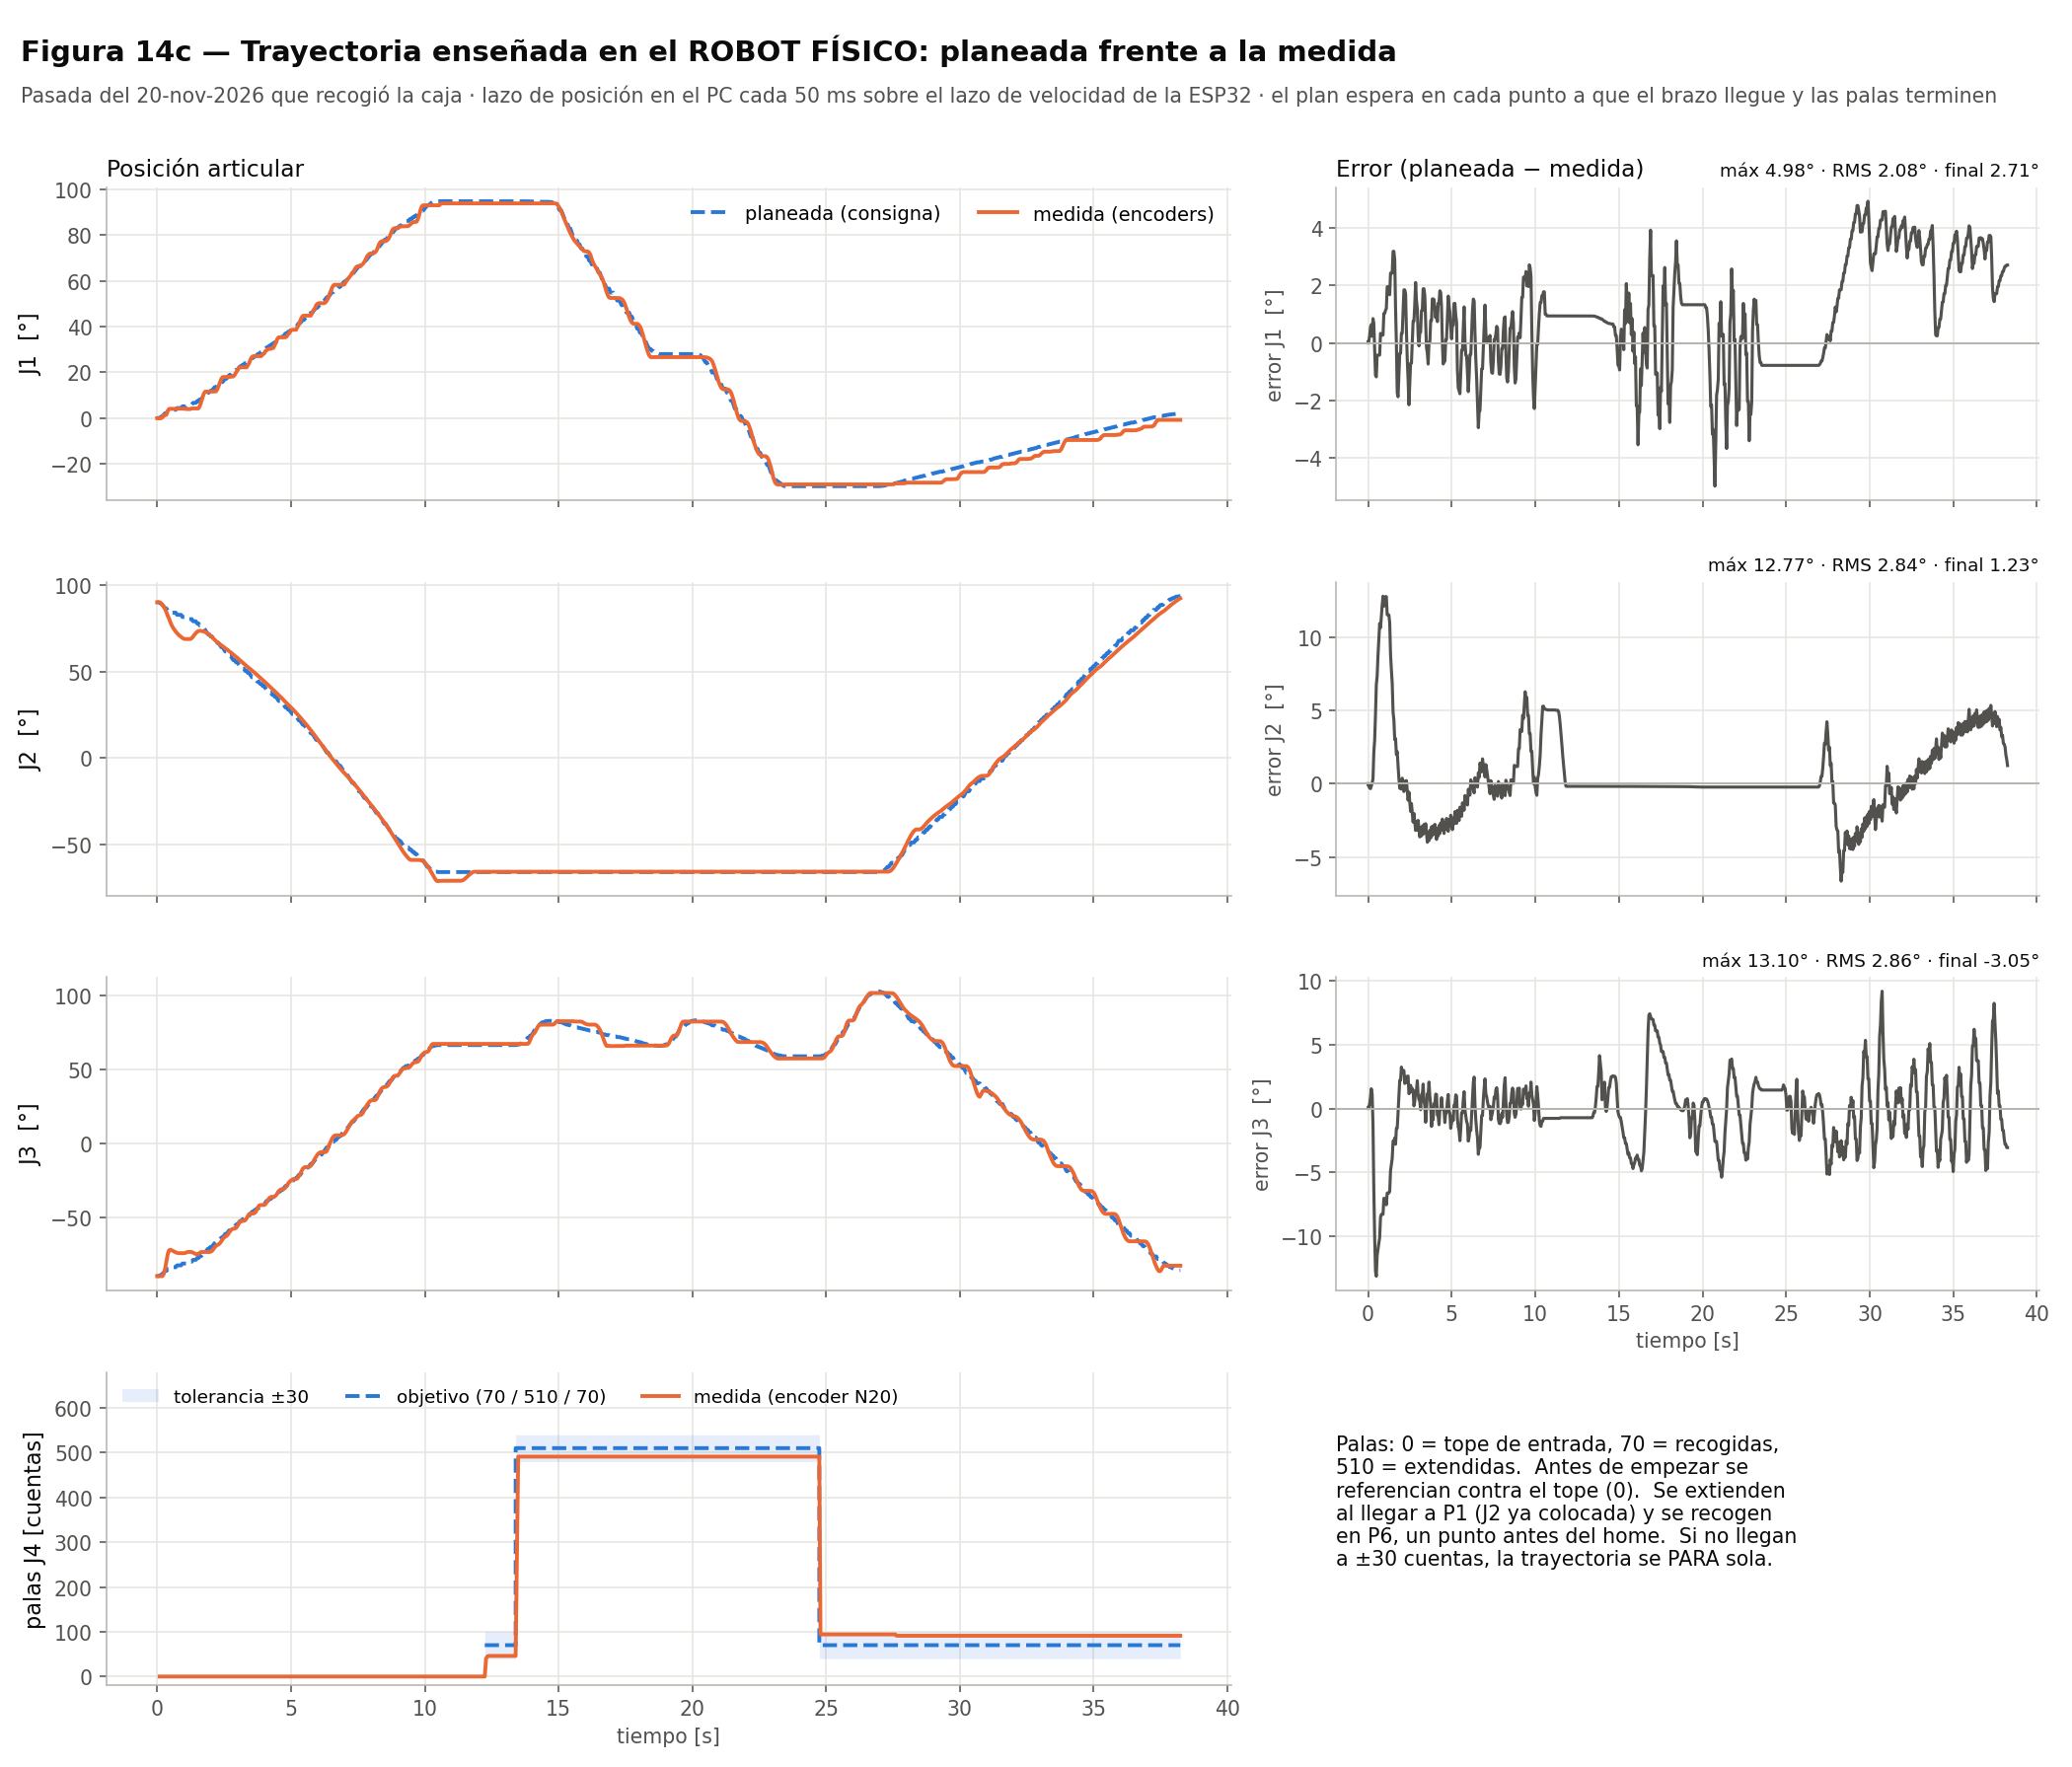 Figura 14c — Trayectoria enseñada en el ROBOT FÍSICO: planeada frente a la medida
Pasada del 20-nov-2026 que recogió la caja · lazo de posición en el PC cada 50 ms sobre el lazo de velocidad de la ESP32 · el plan espera en cada punto a que el brazo llegue y las palas terminen
Posición articular
100
80
60
40
20
0
−20
J1 [°]
planeada (consigna)
medida (encoders)
Error (planeada − medida)
máx 4.98° · RMS 2.08° · final 2.71°
4
2
0
−2
−4
error J1 [°]
100
50
0
−50
J2 [°]
máx 12.77° · RMS 2.84° · final 1.23°
10
5
0
−5
error J2 [°]
100
50
0
−50
J3 [°]
máx 13.10° · RMS 2.86° · final -3.05°
10
5
0
−5
−10
error J3 [°]
0 5 10 15 20 25 30 35 40
tiempo [s]
tolerancia ±30
objetivo (70 / 510 / 70)
medida (encoder N20)
600
500
400
300
200
100
0
palas J4 [cuentas]
0 5 10 15 20 25 30 35 40
tiempo [s]
Palas: 0 = tope de entrada, 70 = recogidas,
510 = extendidas. Antes de empezar se
referencian contra el tope (0). Se extienden
al llegar a P1 (J2 ya colocada) y se recogen
en P6, un punto antes del home. Si no llegan
a ±30 cuentas, la trayectoria se PARA sola.